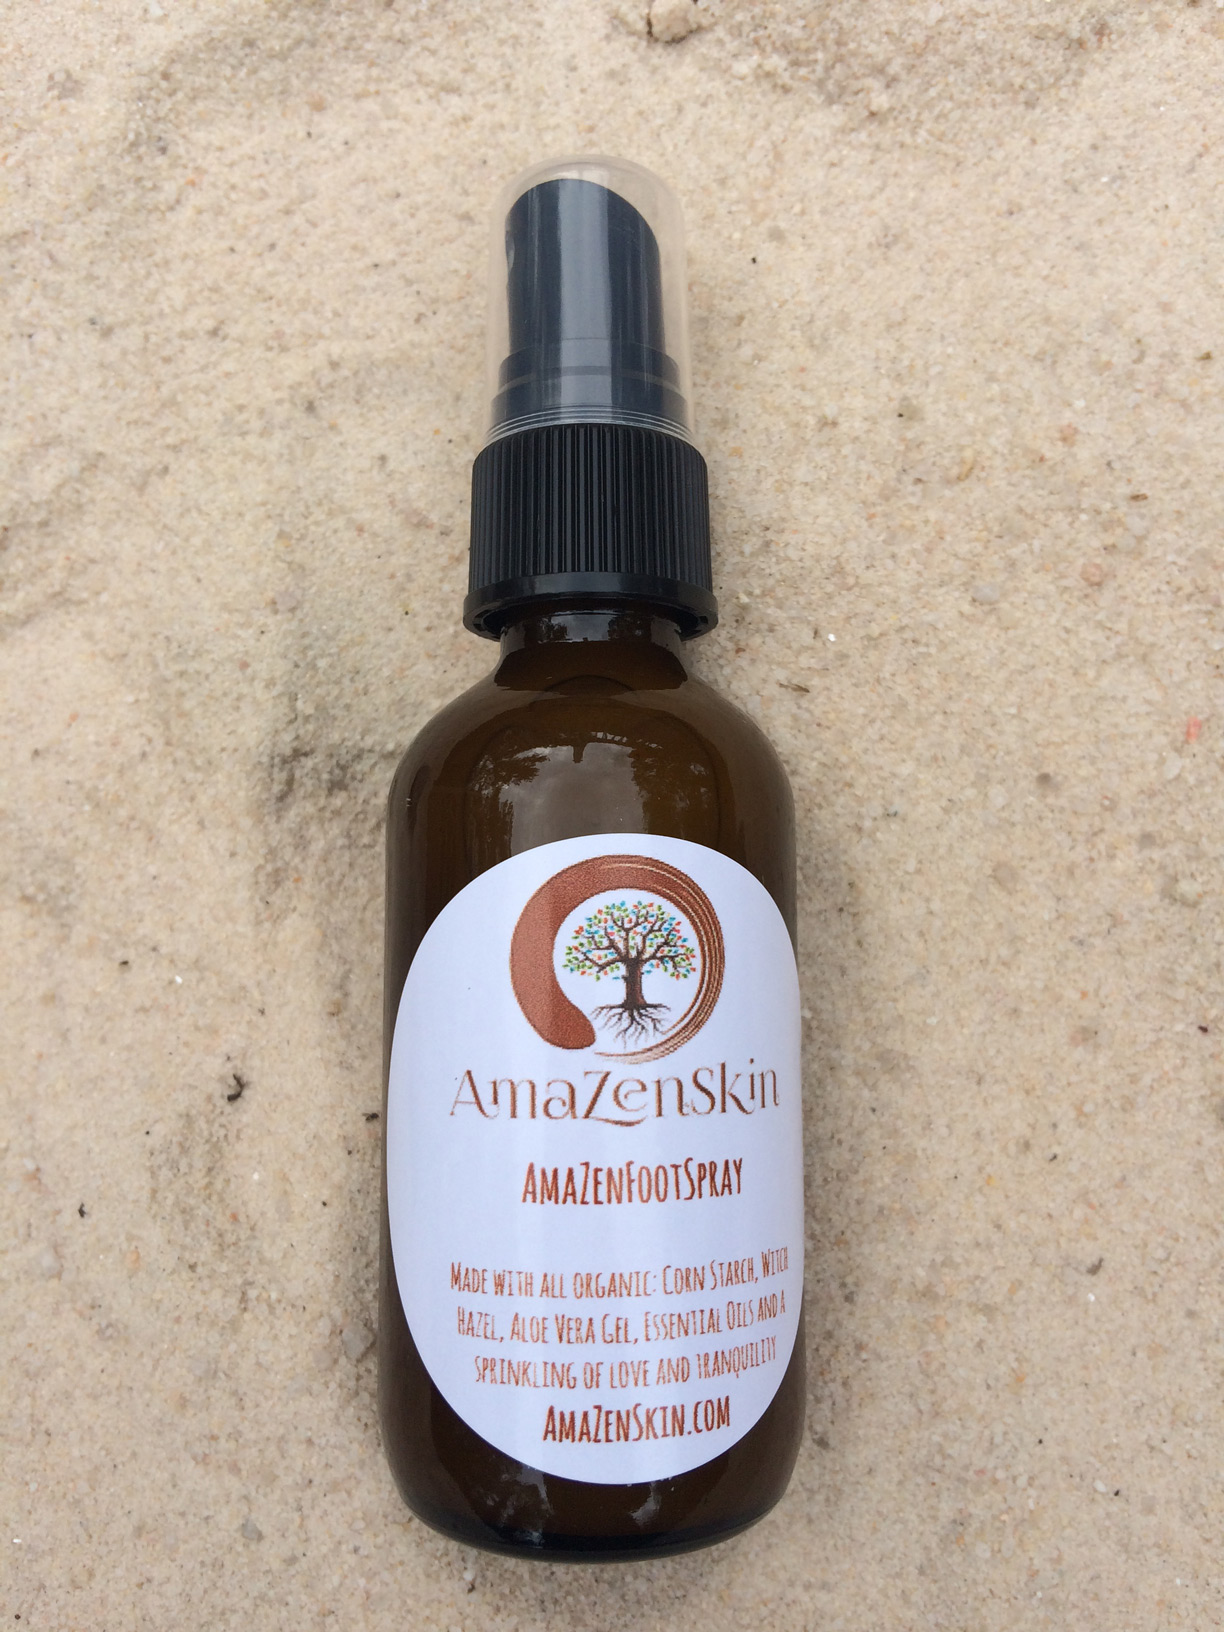 AmaZenSkin
AmaZenFootSpray
Made with all organic: Corn Starch, Witch
Hazel, Aloe Vera Gel, Essential Oils and a
sprinkling of love and tranquility
AmaZenSkin.com